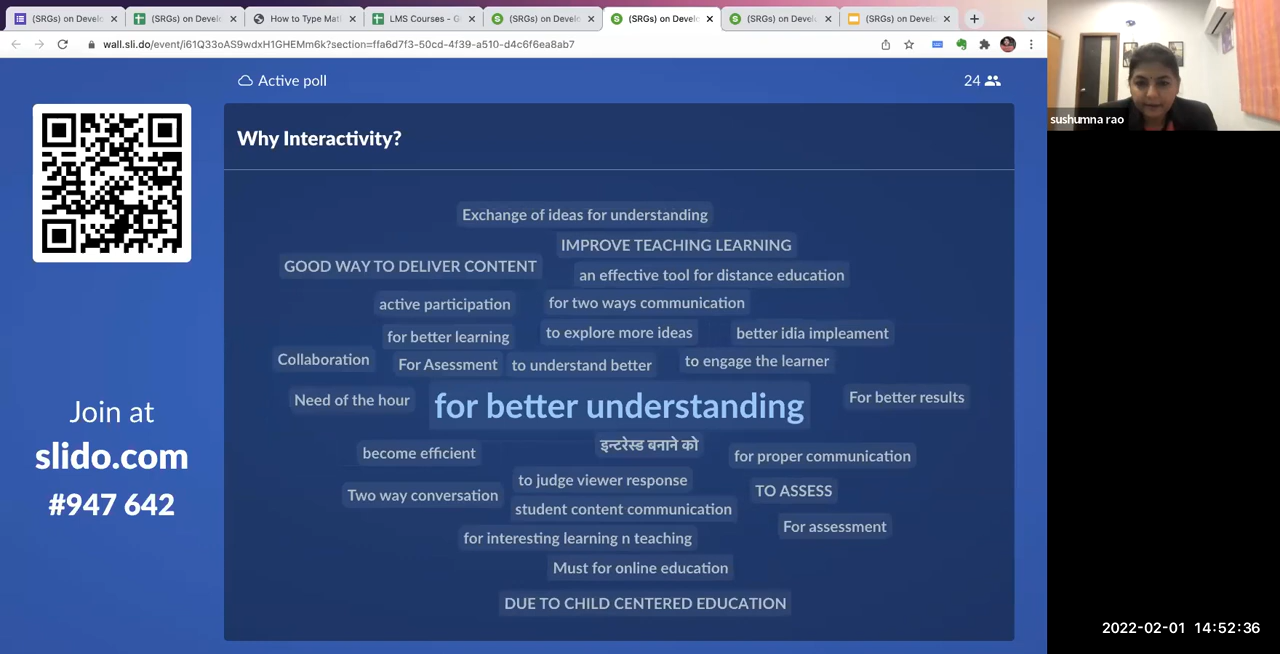 (SRGs) on Develo
(SRGs) on Develo
How to Type Mat
LMS Courses - G
(SRGs) on Develo
(SRGs) on Develo
(SRGs) on Develo
(SRGs) on Develo
wall.sli.do/event/i61Q33oAS9wdxH1GHEMm6k?section=ffa6d7f3-50cd-4f39-a510-d4c6f6ea8ab7
Active poll
24
sushumna rao
Why Interactivity?
Exchange of ideas for understanding
IMPROVE TEACHING LEARNING
GOOD WAY TO DELIVER CONTENT
an effective tool for distance education
active participation
for two ways communication
for better learning
to explore more ideas
better idia impleament
Collaboration
For Asessment
to understand better
to engage the learner
Need of the hour
for better understanding
For better results
इन्टरेस्ड बनाने को
become efficient
for proper communication
to judge viewer response
Two way conversation
TO ASSESS
student content communication
For assessment
for interesting learning n teaching
Must for online education
DUE TO CHILD CENTERED EDUCATION
Join at
slido.com
#947 642
2022-02-01 14:52:36